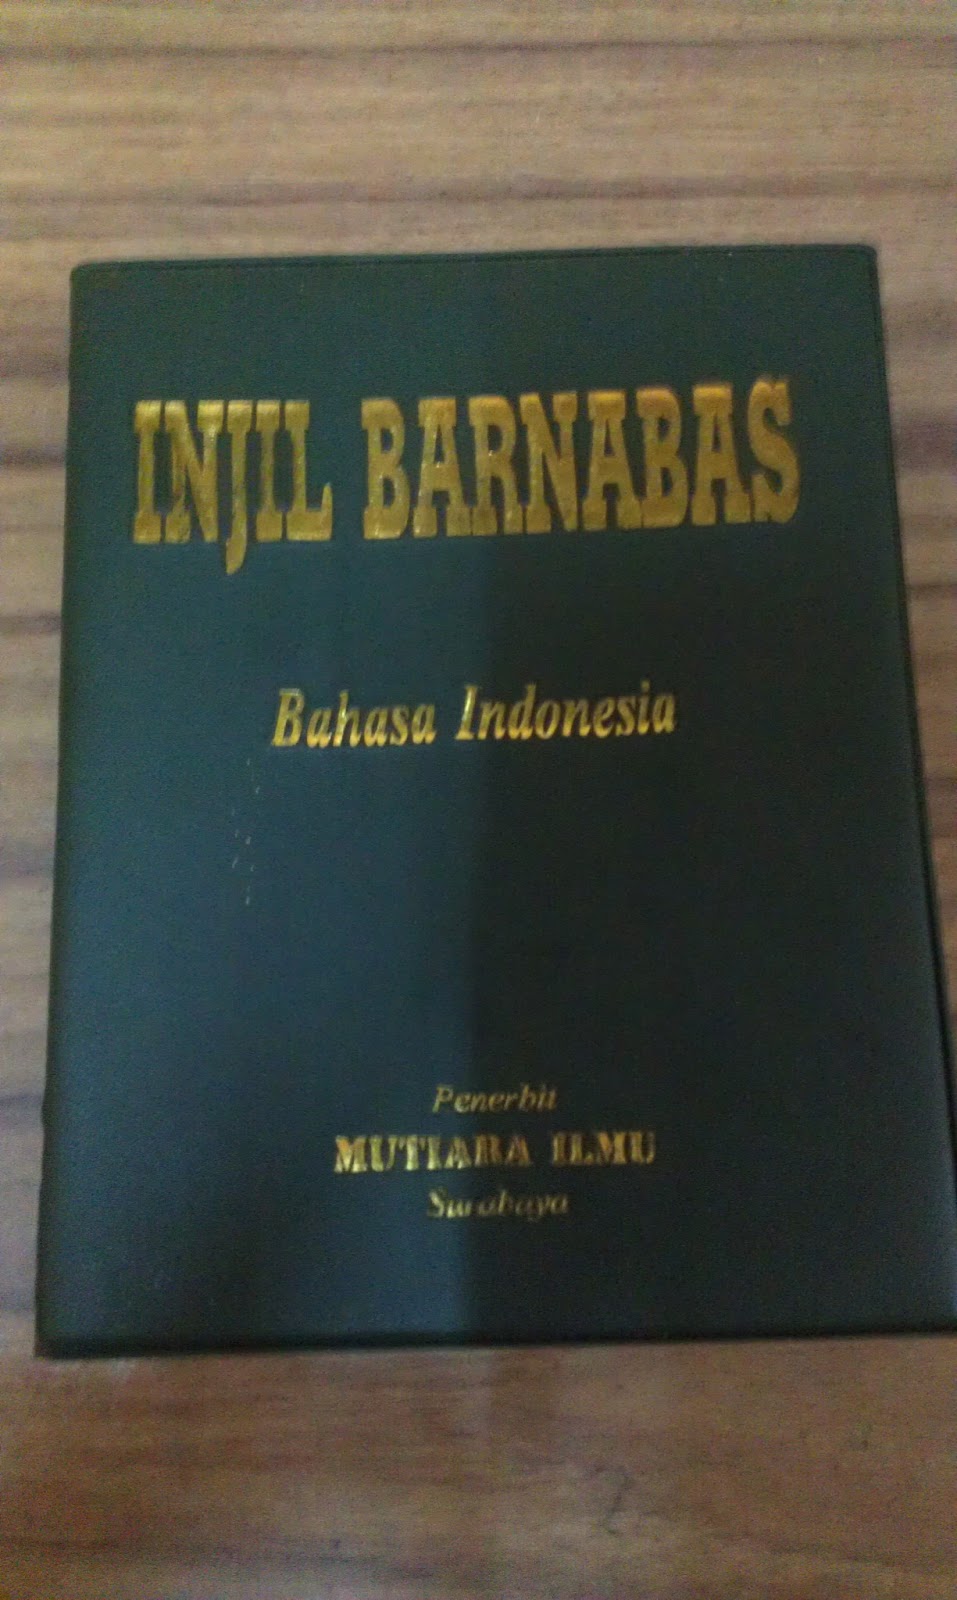 INJIL BARNABAS
Bahasa Indonesia
Penerbit
MUTIARA ILMU
Surabaya